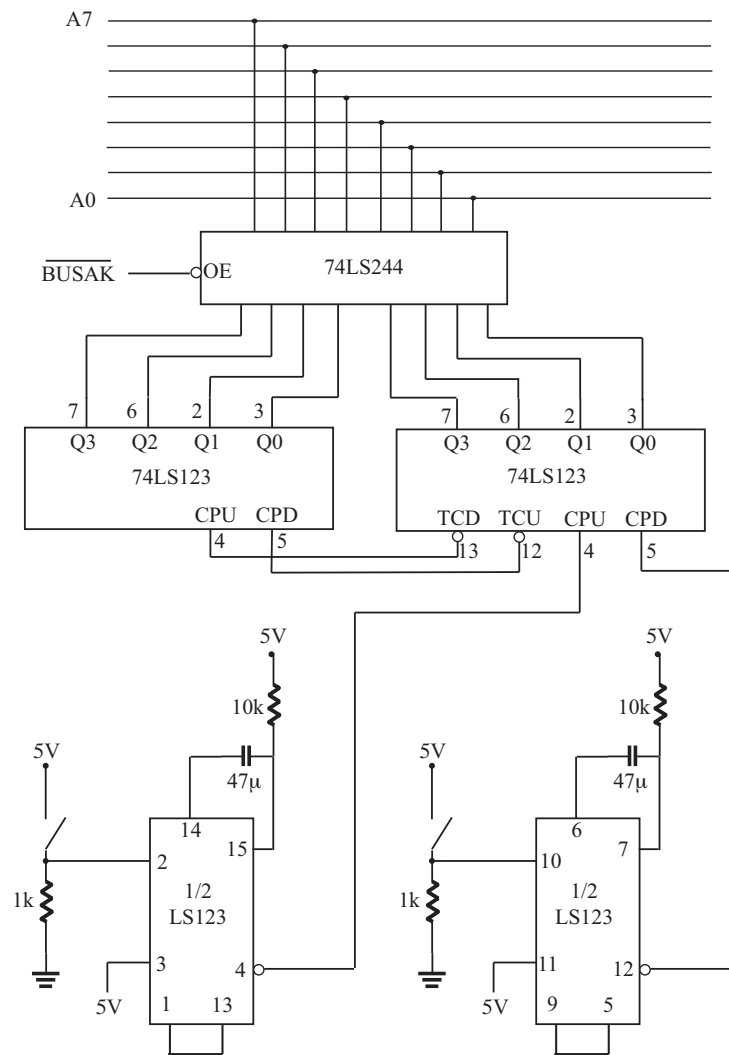 A7
A0
74LS244
BUSAK
OE
7 6 2 3
7 6 2 3
Q3 Q2 Q1 Q0
Q3 Q2 Q1 Q0
74LS123
74LS123
CPU CPD
TCD TCU CPU CPD
4 5
13 12 4 5
5V
5V
10k
10k
5V
5V
47µ
47µ
14
6
15
7
2
10
1/2
LS123
1/2
LS123
1k
1k
3
4
11
12
5V
5V
1 13
9 5